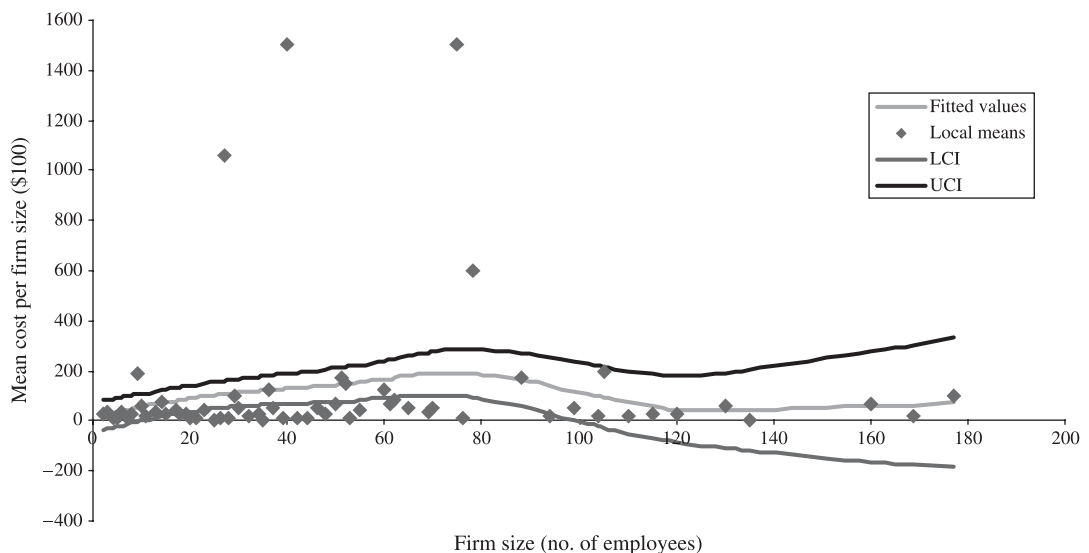 1600
1400
1200
1000
800
600
400
200
0
−200
−400
Mean cost per firm size ($100)
Fitted values
Local means
LCI
UCI
0 20 40 60 80 100 120 140 160 180 200
Firm size (no. of employees)